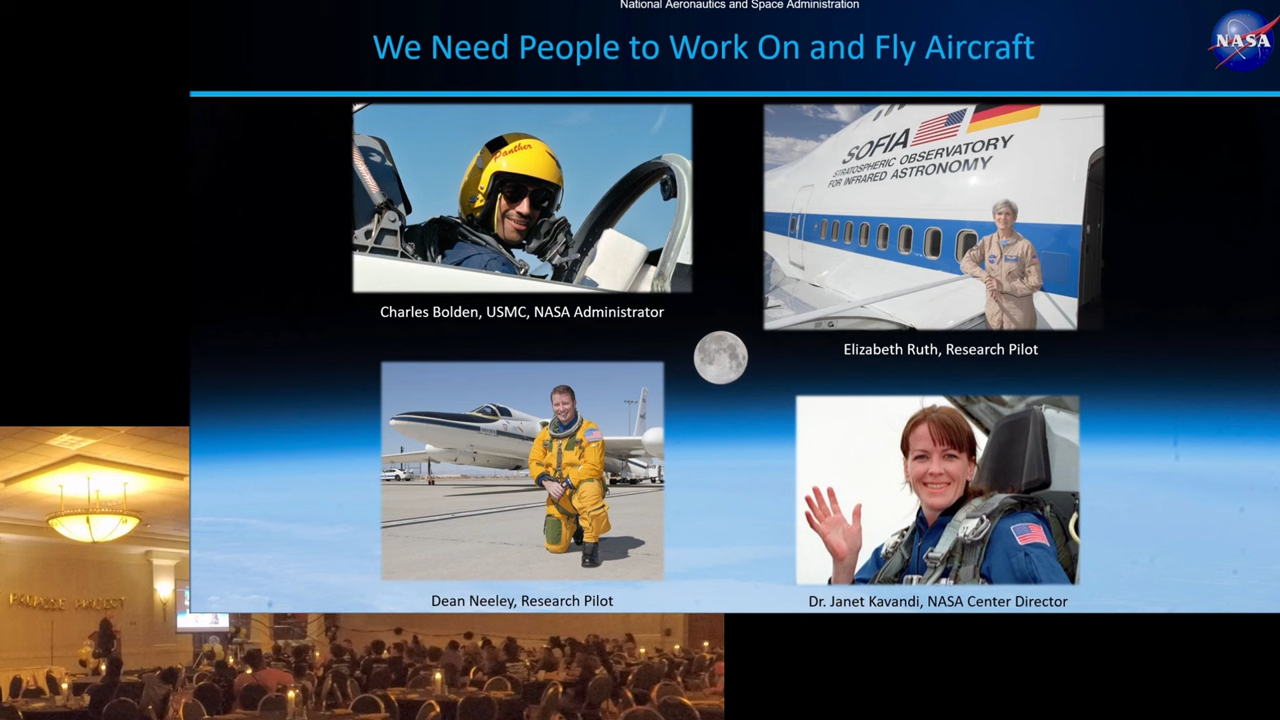 National Aeronautics and Space Administration
We Need People to Work On and Fly Aircraft
NASA
Panther
SOFIA
STRATOSPHERIC OBSERVATORY
FOR INFRARED ASTRONOMY
Charles Bolden, USMC, NASA Administrator
Elizabeth Ruth, Research Pilot
Dean Neeley, Research Pilot
Dr. Janet Kavandi, NASA Center Director
PROJECT